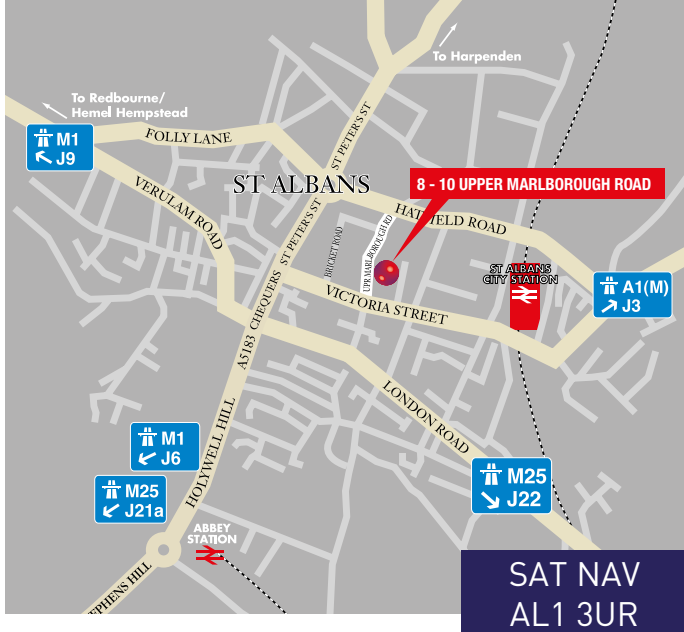 To Harpenden
To Redbourne/
Hemel Hempstead
M1
J9
FOLLY LANE
ST PETER'S ST
VERULAM ROAD
ST ALBANS
8 - 10 UPPER MARLBOROUGH ROAD
HATFIELD ROAD
ST PETER'S ST
BRICKET ROAD
UPR MARLBOROUGH RD
ST ALBANS
CITY STATION
A1(M)
J3
VICTORIA STREET
CHEQUERS
A5183
LONDON ROAD
HOLYWELL HILL
M1
J6
M25
J21a
M25
J22
ABBEY
STATION
EPHENS HILL
SAT NAV
AL1 3UR